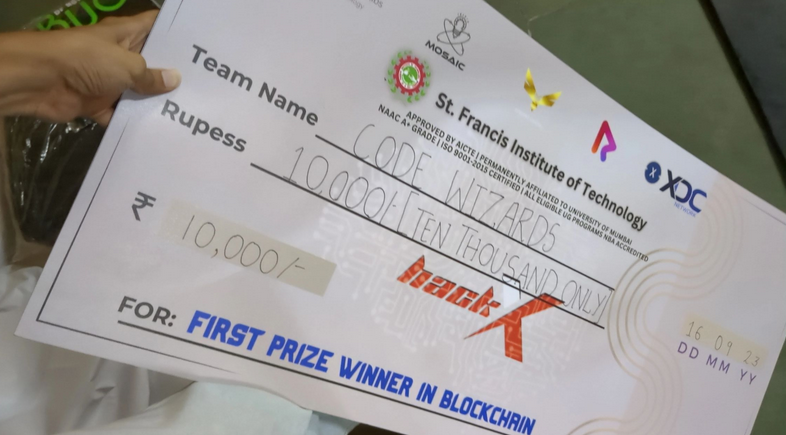 MOSAIC
St. Francis Institute of Technology
APPROVED BY AICTE | PERMANENTLY AFFILIATED TO UNIVERSITY OF MUMBAI
NAAC A+ GRADE | ISO 9001-2015 CERTIFIED | ALL ELIGIBLE UG PROGRAMS NBA ACCREDITED
XDC
NETWORK
Team Name CODE WIZARDS
Rupess 10,000/-[TEN THOUSAND ONLY]
₹ 10,000/-
hackX
16 09 23
DD MM YY
FOR: FIRST PRIZE WINNER IN BLOCKCHAIN